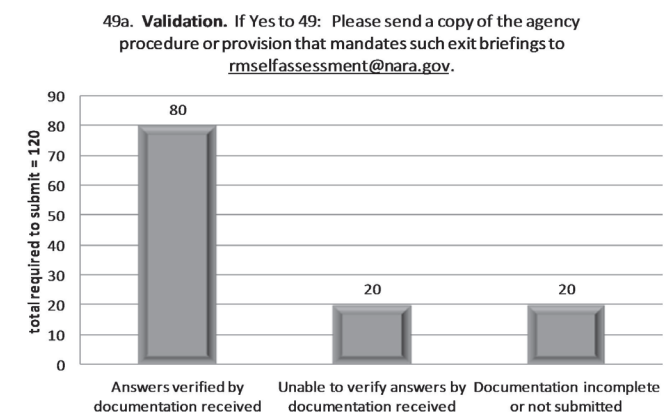 49a. Validation. If Yes to 49: Please send a copy of the agency
procedure or provision that mandates such exit briefings to
rmselfassessment@nara.gov.
total required to submit = 120
90
80
70
60
50
40
30
20
10
0
80
20
20
Answers verified by
documentation received
Unable to verify answers by
documentation received
Documentation incomplete
or not submitted